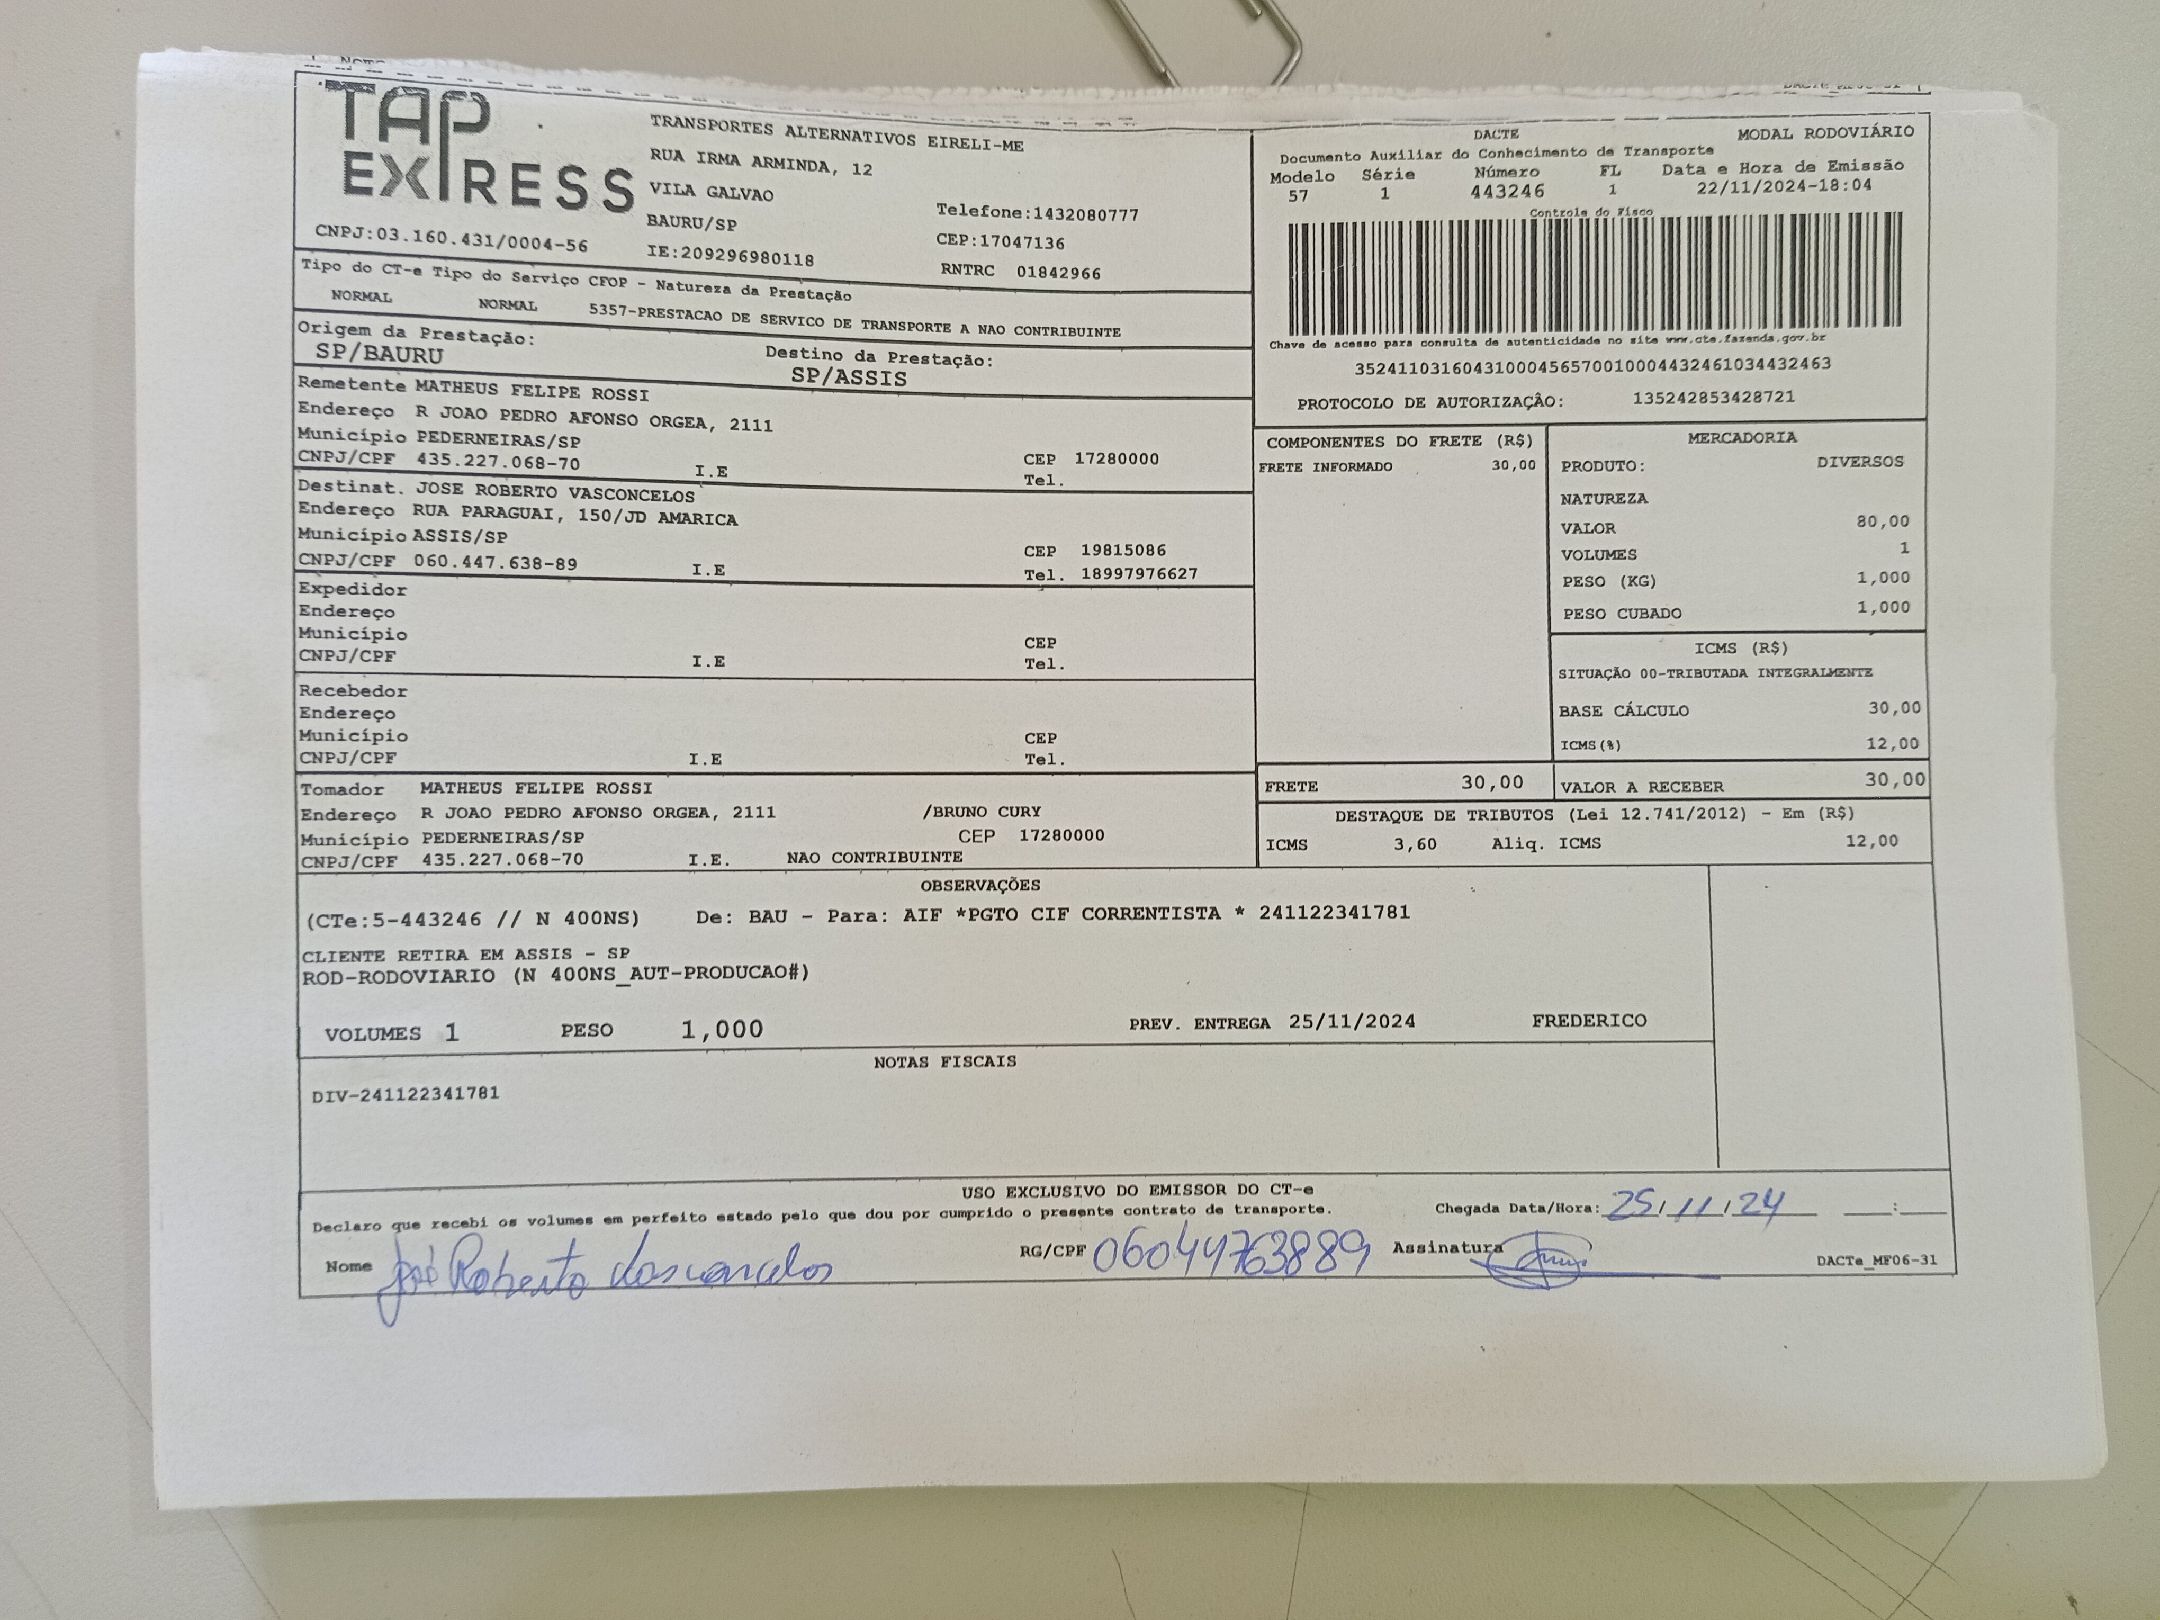 TAP
EXPRESS
CNPJ:03.160.431/0004-56
TRANSPORTES ALTERNATIVOS EIRELI-ME
RUA IRMA ARMINDA, 12
VILA GALVAO
BAURU/SP
IE:209296980118
Telefone:1432080777
CEP:17047136
RNTRC 01842966
DACTE MODAL RODOVIÁRIO
Documento Auxiliar do Conhecimento de Transporte
Modelo Série Número FL Data e Hora de Emissão
57 1 443246 1 22/11/2024-18:04
Controle do Fisco
Chave de acesso para consulta de autenticidade no site www.cte.fazenda.gov.br
35241103160431000456570010004432461034432463
PROTOCOLO DE AUTORIZAÇÂO: 135242853428721
Tipo do CT-e Tipo do Serviço CFOP - Natureza da Prestação
NORMAL NORMAL 5357-PRESTACAO DE SERVICO DE TRANSPORTE A NAO CONTRIBUINTE
Origem da Prestação: Destino da Prestação:
SP/BAURU SP/ASSIS
Remetente MATHEUS FELIPE ROSSI
Endereço R JOAO PEDRO AFONSO ORGEA, 2111
Município PEDERNEIRAS/SP CEP 17280000
CNPJ/CPF 435.227.068-70 I.E Tel.
Destinat. JOSE ROBERTO VASCONCELOS
Endereço RUA PARAGUAI, 150/JD AMARICA
Município ASSIS/SP CEP 19815086
CNPJ/CPF 060.447.638-89 I.E Tel. 18997976627
Expedidor
Endereço
Município CEP
CNPJ/CPF I.E Tel.
Recebedor
Endereço
Município CEP
CNPJ/CPF I.E Tel.
Tomador MATHEUS FELIPE ROSSI
Endereço R JOAO PEDRO AFONSO ORGEA, 2111 /BRUNO CURY
Município PEDERNEIRAS/SP CEP 17280000
CNPJ/CPF 435.227.068-70 I.E. NAO CONTRIBUINTE
COMPONENTES DO FRETE (R$)
FRETE INFORMADO 30,00
MERCADORIA
PRODUTO: DIVERSOS
NATUREZA
VALOR 80,00
VOLUMES 1
PESO (KG) 1,000
PESO CUBADO 1,000
ICMS (R$)
SITUAÇÃO 00-TRIBUTADA INTEGRALMENTE
BASE CÁLCULO 30,00
ICMS(%) 12,00
FRETE 30,00 VALOR A RECEBER 30,00
DESTAQUE DE TRIBUTOS (Lei 12.741/2012) - Em (R$)
ICMS 3,60 Aliq. ICMS 12,00
OBSERVAÇÕES
(CTe:5-443246 // N 400NS) De: BAU - Para: AIF *PGTO CIF CORRENTISTA * 241122341781
CLIENTE RETIRA EM ASSIS - SP
ROD-RODOVIARIO (N 400NS_AUT-PRODUCAO#)
VOLUMES 1 PESO 1,000 PREV. ENTREGA 25/11/2024 FREDERICO
NOTAS FISCAIS
DIV-241122341781
USO EXCLUSIVO DO EMISSOR DO CT-e
Declaro que recebi os volumes em perfeito estado pelo que dou por cumprido o presente contrato de transporte. Chegada Data/Hora: 25/11/24 __:__
Nome José Roberto Vasconcelos RG/CPF 06044763889 Assinatura DACTe_MF06-31